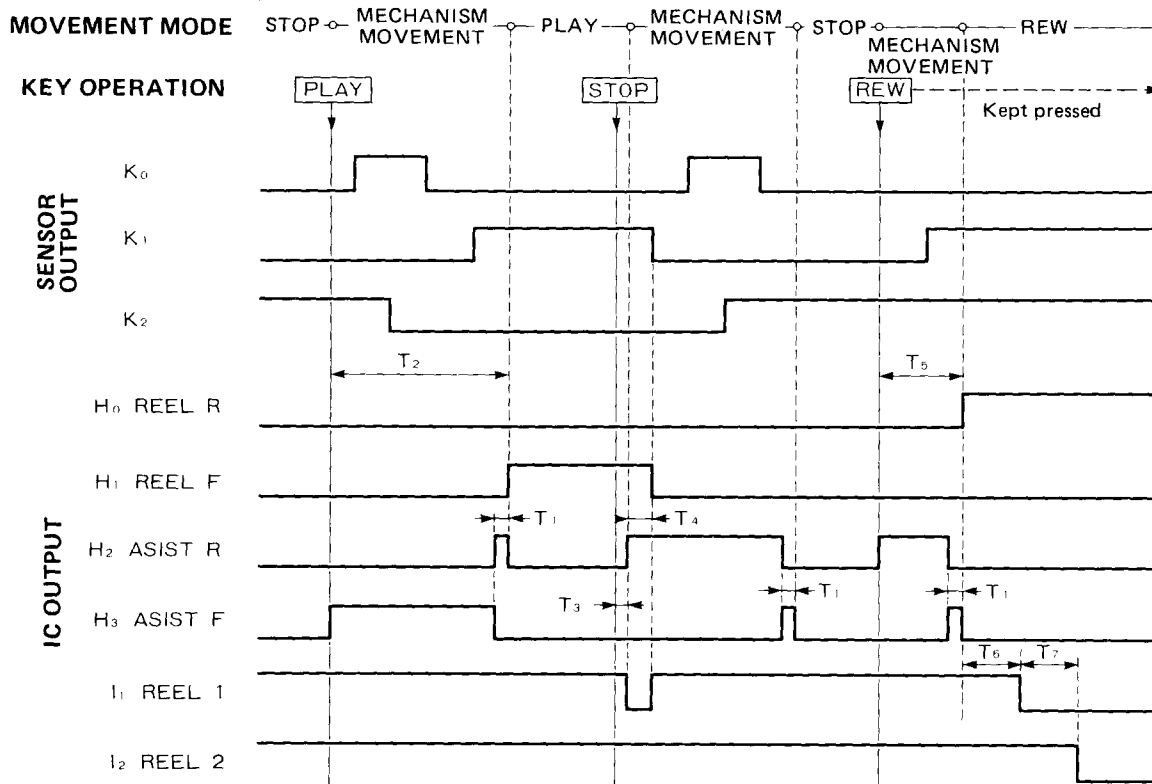 MOVEMENT MODE STOP MECHANISM MOVEMENT PLAY MECHANISM MOVEMENT STOP MECHANISM MOVEMENT REW
KEY OPERATION PLAY STOP REW Kept pressed
SENSOR OUTPUT
K0
K1
K2
T2 T5
IC OUTPUT
H0 REEL R
H1 REEL F
T1 T4
H2 ASIST R
T3 T1 T1
H3 ASIST F
T6 T7
I1 REEL 1
I2 REEL 2